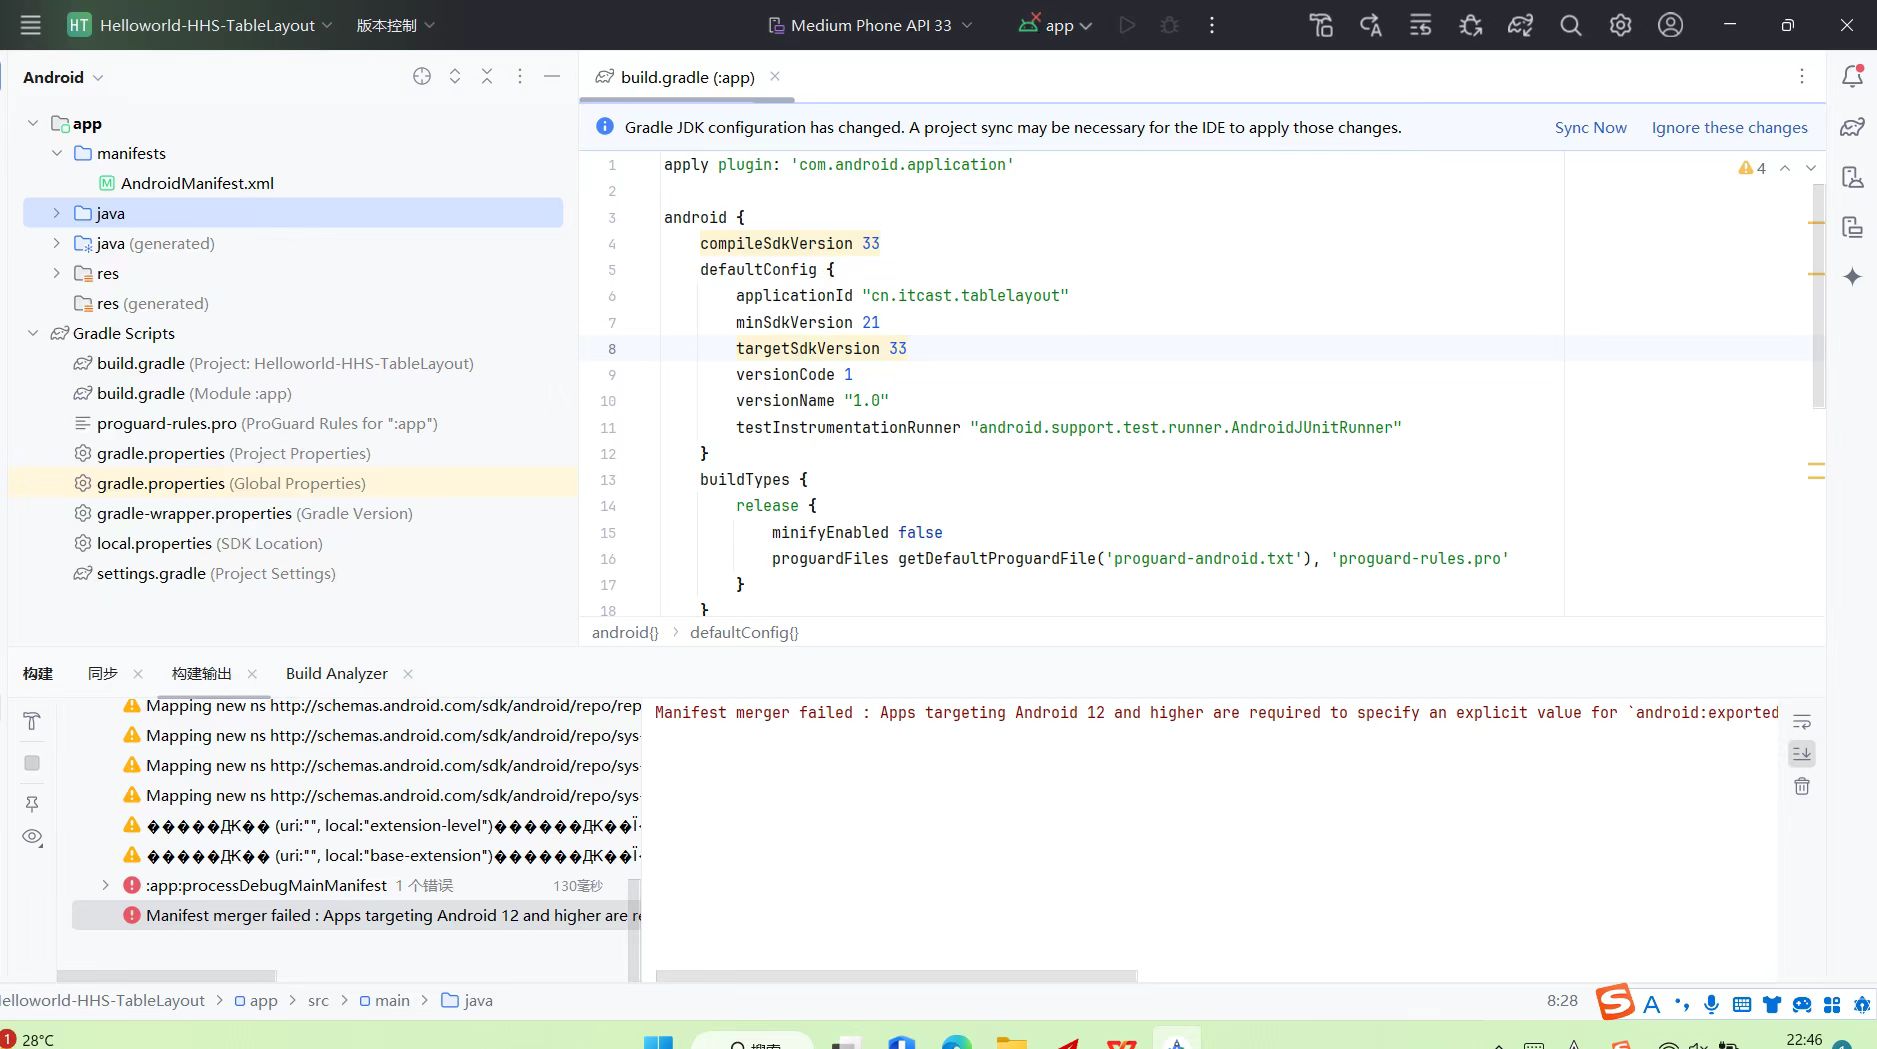 HT Helloworld-HHS-TableLayout 版本控制 Medium Phone API 33 app
Android
build.gradle (:app)
Gradle JDK configuration has changed. A project sync may be necessary for the IDE to apply those changes. Sync Now Ignore these changes
app
manifests
AndroidManifest.xml
java
java (generated)
res
res (generated)
Gradle Scripts
build.gradle (Project: Helloworld-HHS-TableLayout)
build.gradle (Module :app)
proguard-rules.pro (ProGuard Rules for ":app")
gradle.properties (Project Properties)
gradle.properties (Global Properties)
gradle-wrapper.properties (Gradle Version)
local.properties (SDK Location)
settings.gradle (Project Settings)
4
1 apply plugin: 'com.android.application'
2
3 android {
4 compileSdkVersion 33
5 defaultConfig {
6 applicationId "cn.itcast.tablelayout"
7 minSdkVersion 21
8 targetSdkVersion 33
9 versionCode 1
10 versionName "1.0"
11 testInstrumentationRunner "android.support.test.runner.AndroidJUnitRunner"
12 }
13 buildTypes {
14 release {
15 minifyEnabled false
16 proguardFiles getDefaultProguardFile('proguard-android.txt'), 'proguard-rules.pro'
17 }
18 }
android{} defaultConfig{}
构建 同步 构建输出 Build Analyzer
Mapping new ns http://schemas.android.com/sdk/android/repo/rep
Mapping new ns http://schemas.android.com/sdk/android/repo/sys-
Mapping new ns http://schemas.android.com/sdk/android/repo/sys-
Mapping new ns http://schemas.android.com/sdk/android/repo/sys-
�����Ԫ�� (uri:"", local:"extension-level")������Ԫ��Ϊ
�����Ԫ�� (uri:"", local:"base-extension")������Ԫ��Ϊ
:app:processDebugMainManifest 1 个错误 130毫秒
Manifest merger failed : Apps targeting Android 12 and higher are re
Manifest merger failed : Apps targeting Android 12 and higher are required to specify an explicit value for `android:exported
elloworld-HHS-TableLayout app src main java
8:28
1 28°C
搜索
22:46